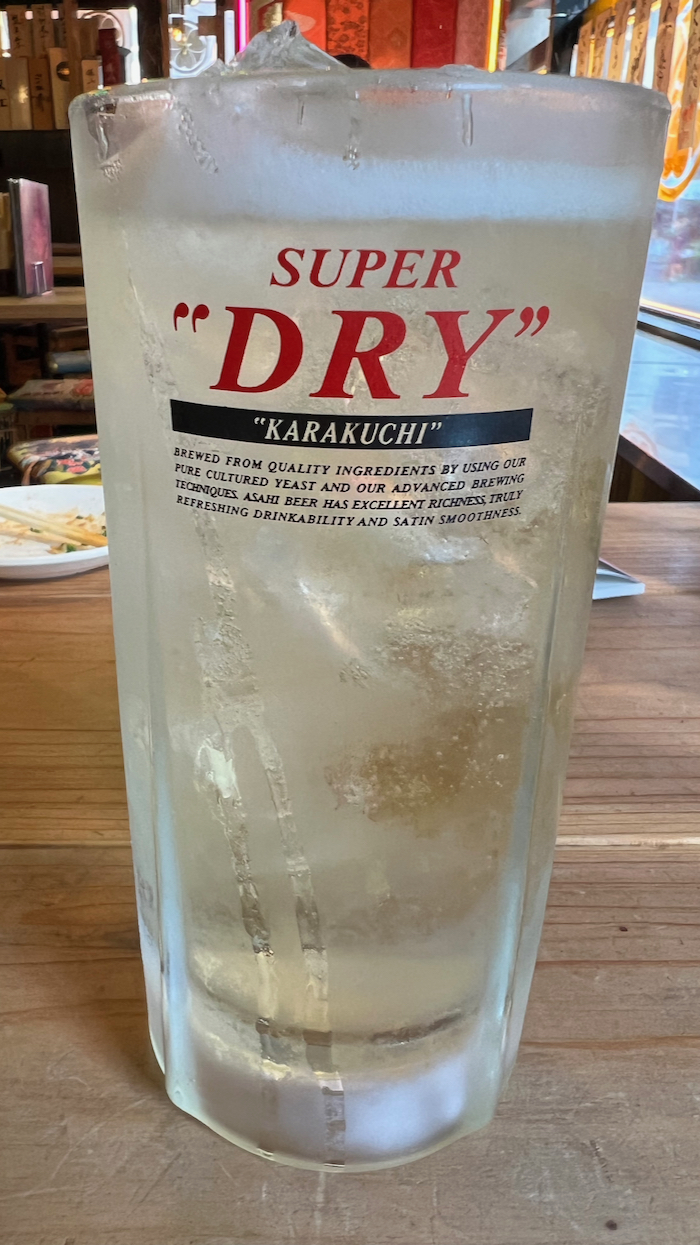 SUPER
“DRY”
“KARAKUCHI”
BREWED FROM QUALITY INGREDIENTS BY USING OUR
PURE CULTURED YEAST AND OUR ADVANCED BREWING
TECHNIQUES. ASAHI BEER HAS EXCELLENT RICHNESS, TRULY
REFRESHING DRINKABILITY AND SATIN SMOOTHNESS.